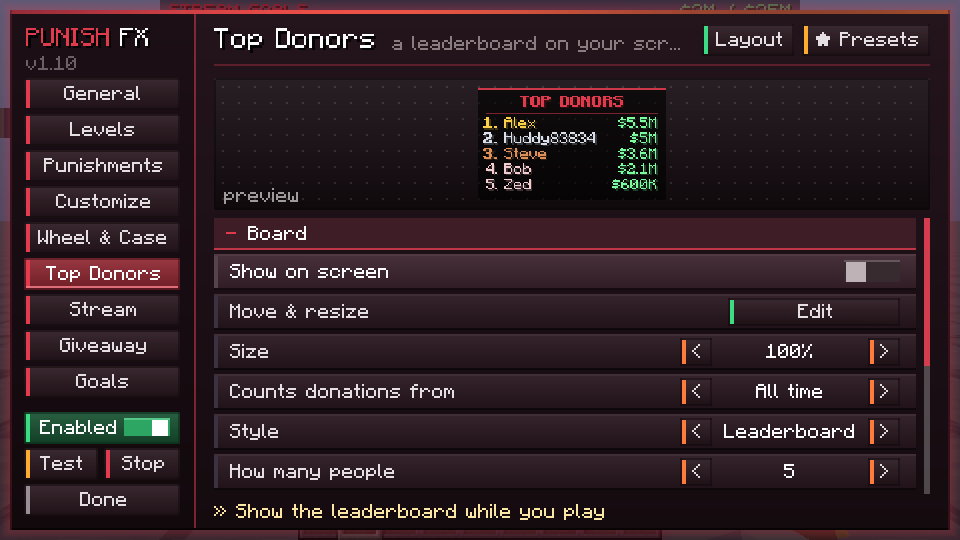 PUNISH FX
v1.10
General
Levels
Punishments
Customize
Wheel & Case
Top Donors
Stream
Giveaway
Goals
Enabled
Test
Stop
Done
Top Donors a leaderboard on your scr...
Layout
Presets
TOP DONORS
1. Alex $5.5M
2. Huddy83834 $5M
3. Steve $3.6M
4. Bob $2.1M
5. Zed $600K
preview
− Board
Show on screen
Move & resize Edit
Size < 100% >
Counts donations from < All time >
Style < Leaderboard >
How many people < 5 >
» Show the leaderboard while you play